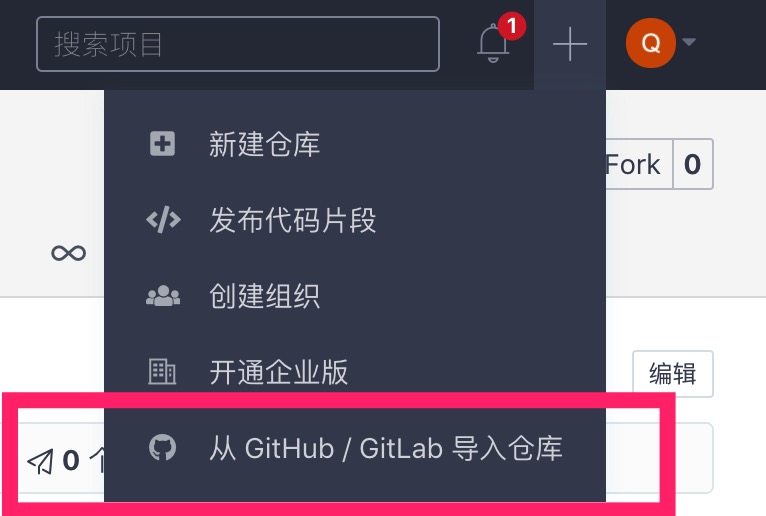 搜索项目
1
Q
新建仓库
Fork 0
发布代码片段
创建组织
开通企业版
编辑
0 个
从 GitHub / GitLab 导入仓库